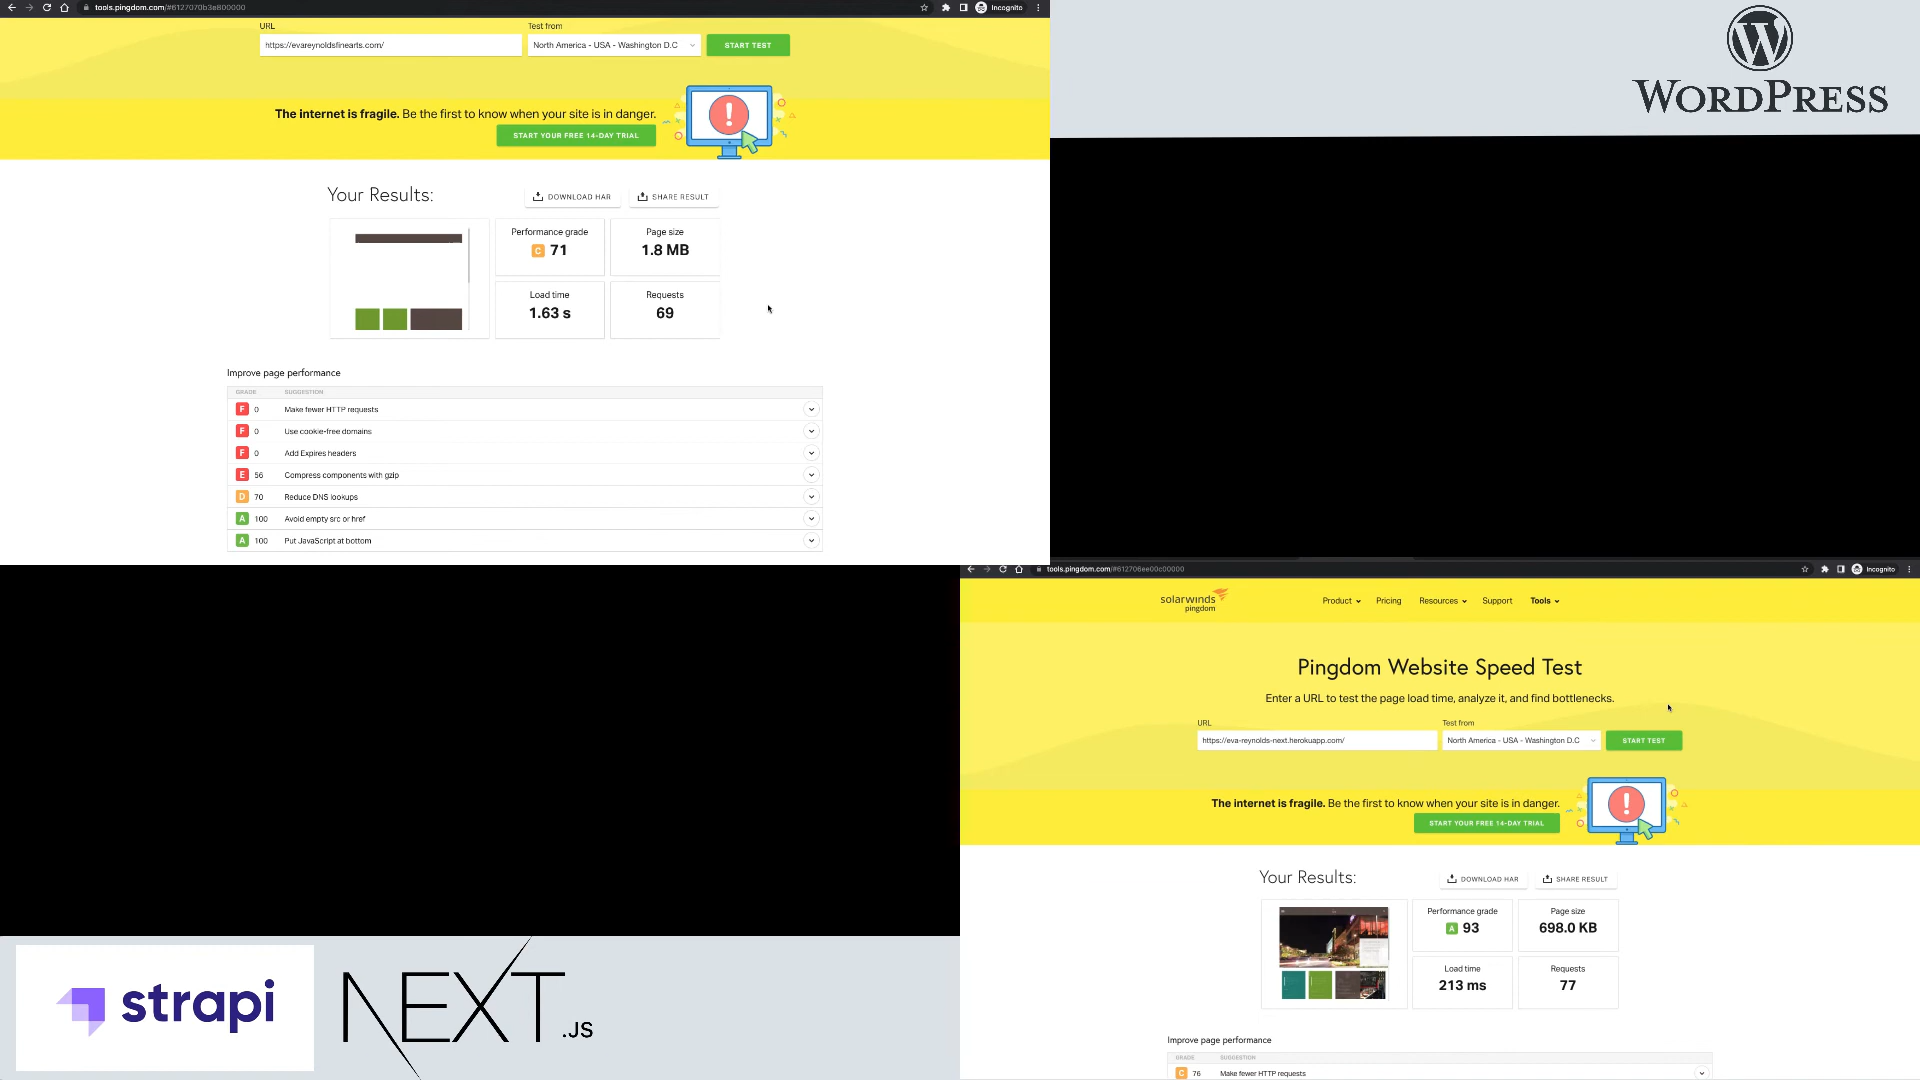 tools.pingdom.com/#6127070b3e800000
Incognito
URL
Test from
https://evareynoldsfinearts.com/
North America - USA - Washington D.C
START TEST
The internet is fragile. Be the first to know when your site is in danger.
START YOUR FREE 14-DAY TRIAL
Your Results:
DOWNLOAD HAR
SHARE RESULT
Performance grade
C 71
Page size
1.8 MB
Load time
1.63 s
Requests
69
Improve page performance
GRADE SUGGESTION
F 0 Make fewer HTTP requests
F 0 Use cookie-free domains
F 0 Add Expires headers
E 56 Compress components with gzip
D 70 Reduce DNS lookups
A 100 Avoid empty src or href
A 100 Put JavaScript at bottom
WORDPRESS
strapi
NEXT.JS
tools.pingdom.com/#612706ee00c00000
Incognito
solarwinds
pingdom
Product
Pricing
Resources
Support
Tools
Pingdom Website Speed Test
Enter a URL to test the page load time, analyze it, and find bottlenecks.
URL
Test from
https://eva-reynolds-next.herokuapp.com/
North America - USA - Washington D.C
START TEST
The internet is fragile. Be the first to know when your site is in danger.
START YOUR FREE 14-DAY TRIAL
Your Results:
DOWNLOAD HAR
SHARE RESULT
Performance grade
A 93
Page size
698.0 KB
Load time
213 ms
Requests
77
Improve page performance
GRADE SUGGESTION
C 76 Make fewer HTTP requests